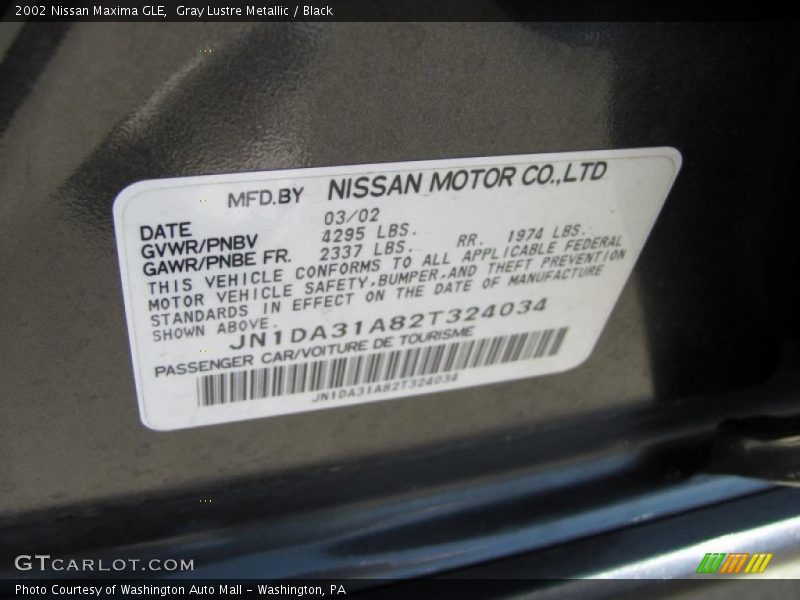 2002 Nissan Maxima GLE,  Gray Lustre Metallic / Black
MFD.BY NISSAN MOTOR CO.,LTD
DATE 03/02
GVWR/PNBV 4295 LBS.
GAWR/PNBE FR. 2337 LBS. RR. 1974 LBS.
THIS VEHICLE CONFORMS TO ALL APPLICABLE FEDERAL
MOTOR VEHICLE SAFETY,BUMPER,AND THEFT PREVENTION
STANDARDS IN EFFECT ON THE DATE OF MANUFACTURE
SHOWN ABOVE.
JN1DA31A82T324034
PASSENGER CAR/VOITURE DE TOURISME
JN1DA31A82T324034
GTCARLOT.COM
Photo Courtesy of Washington Auto Mall - Washington, PA